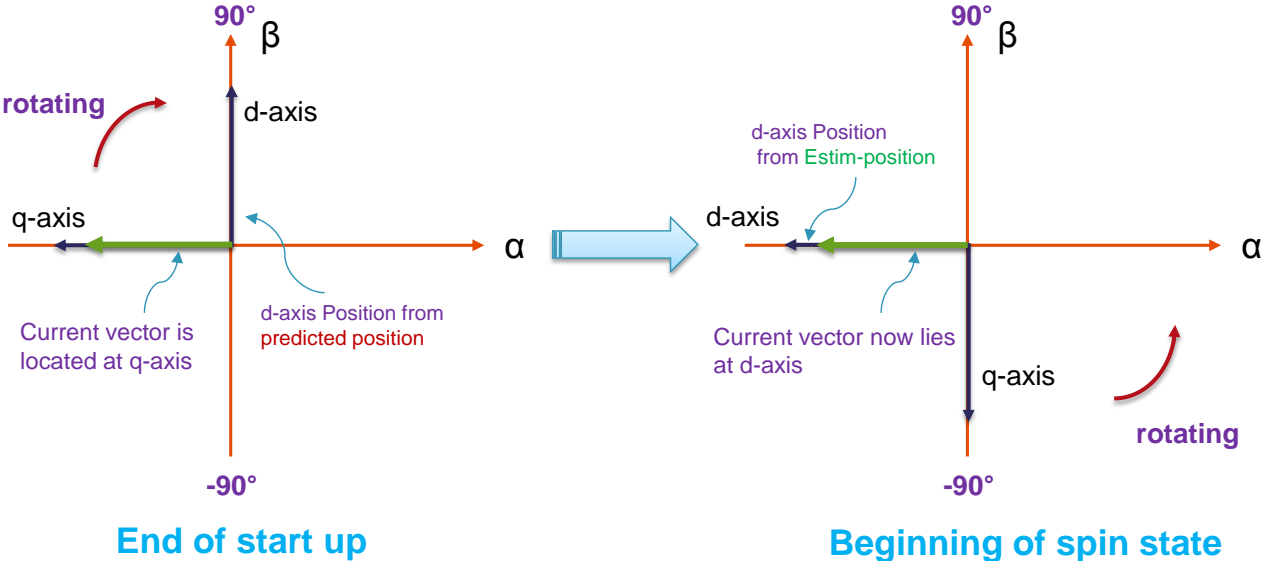 90°
β
rotating
d-axis
q-axis
α
Current vector is
located at q-axis
d-axis Position from
predicted position
-90°
End of start up
90°
β
d-axis Position
from Estim-position
d-axis
α
Current vector now lies
at d-axis
q-axis
rotating
-90°
Beginning of spin state